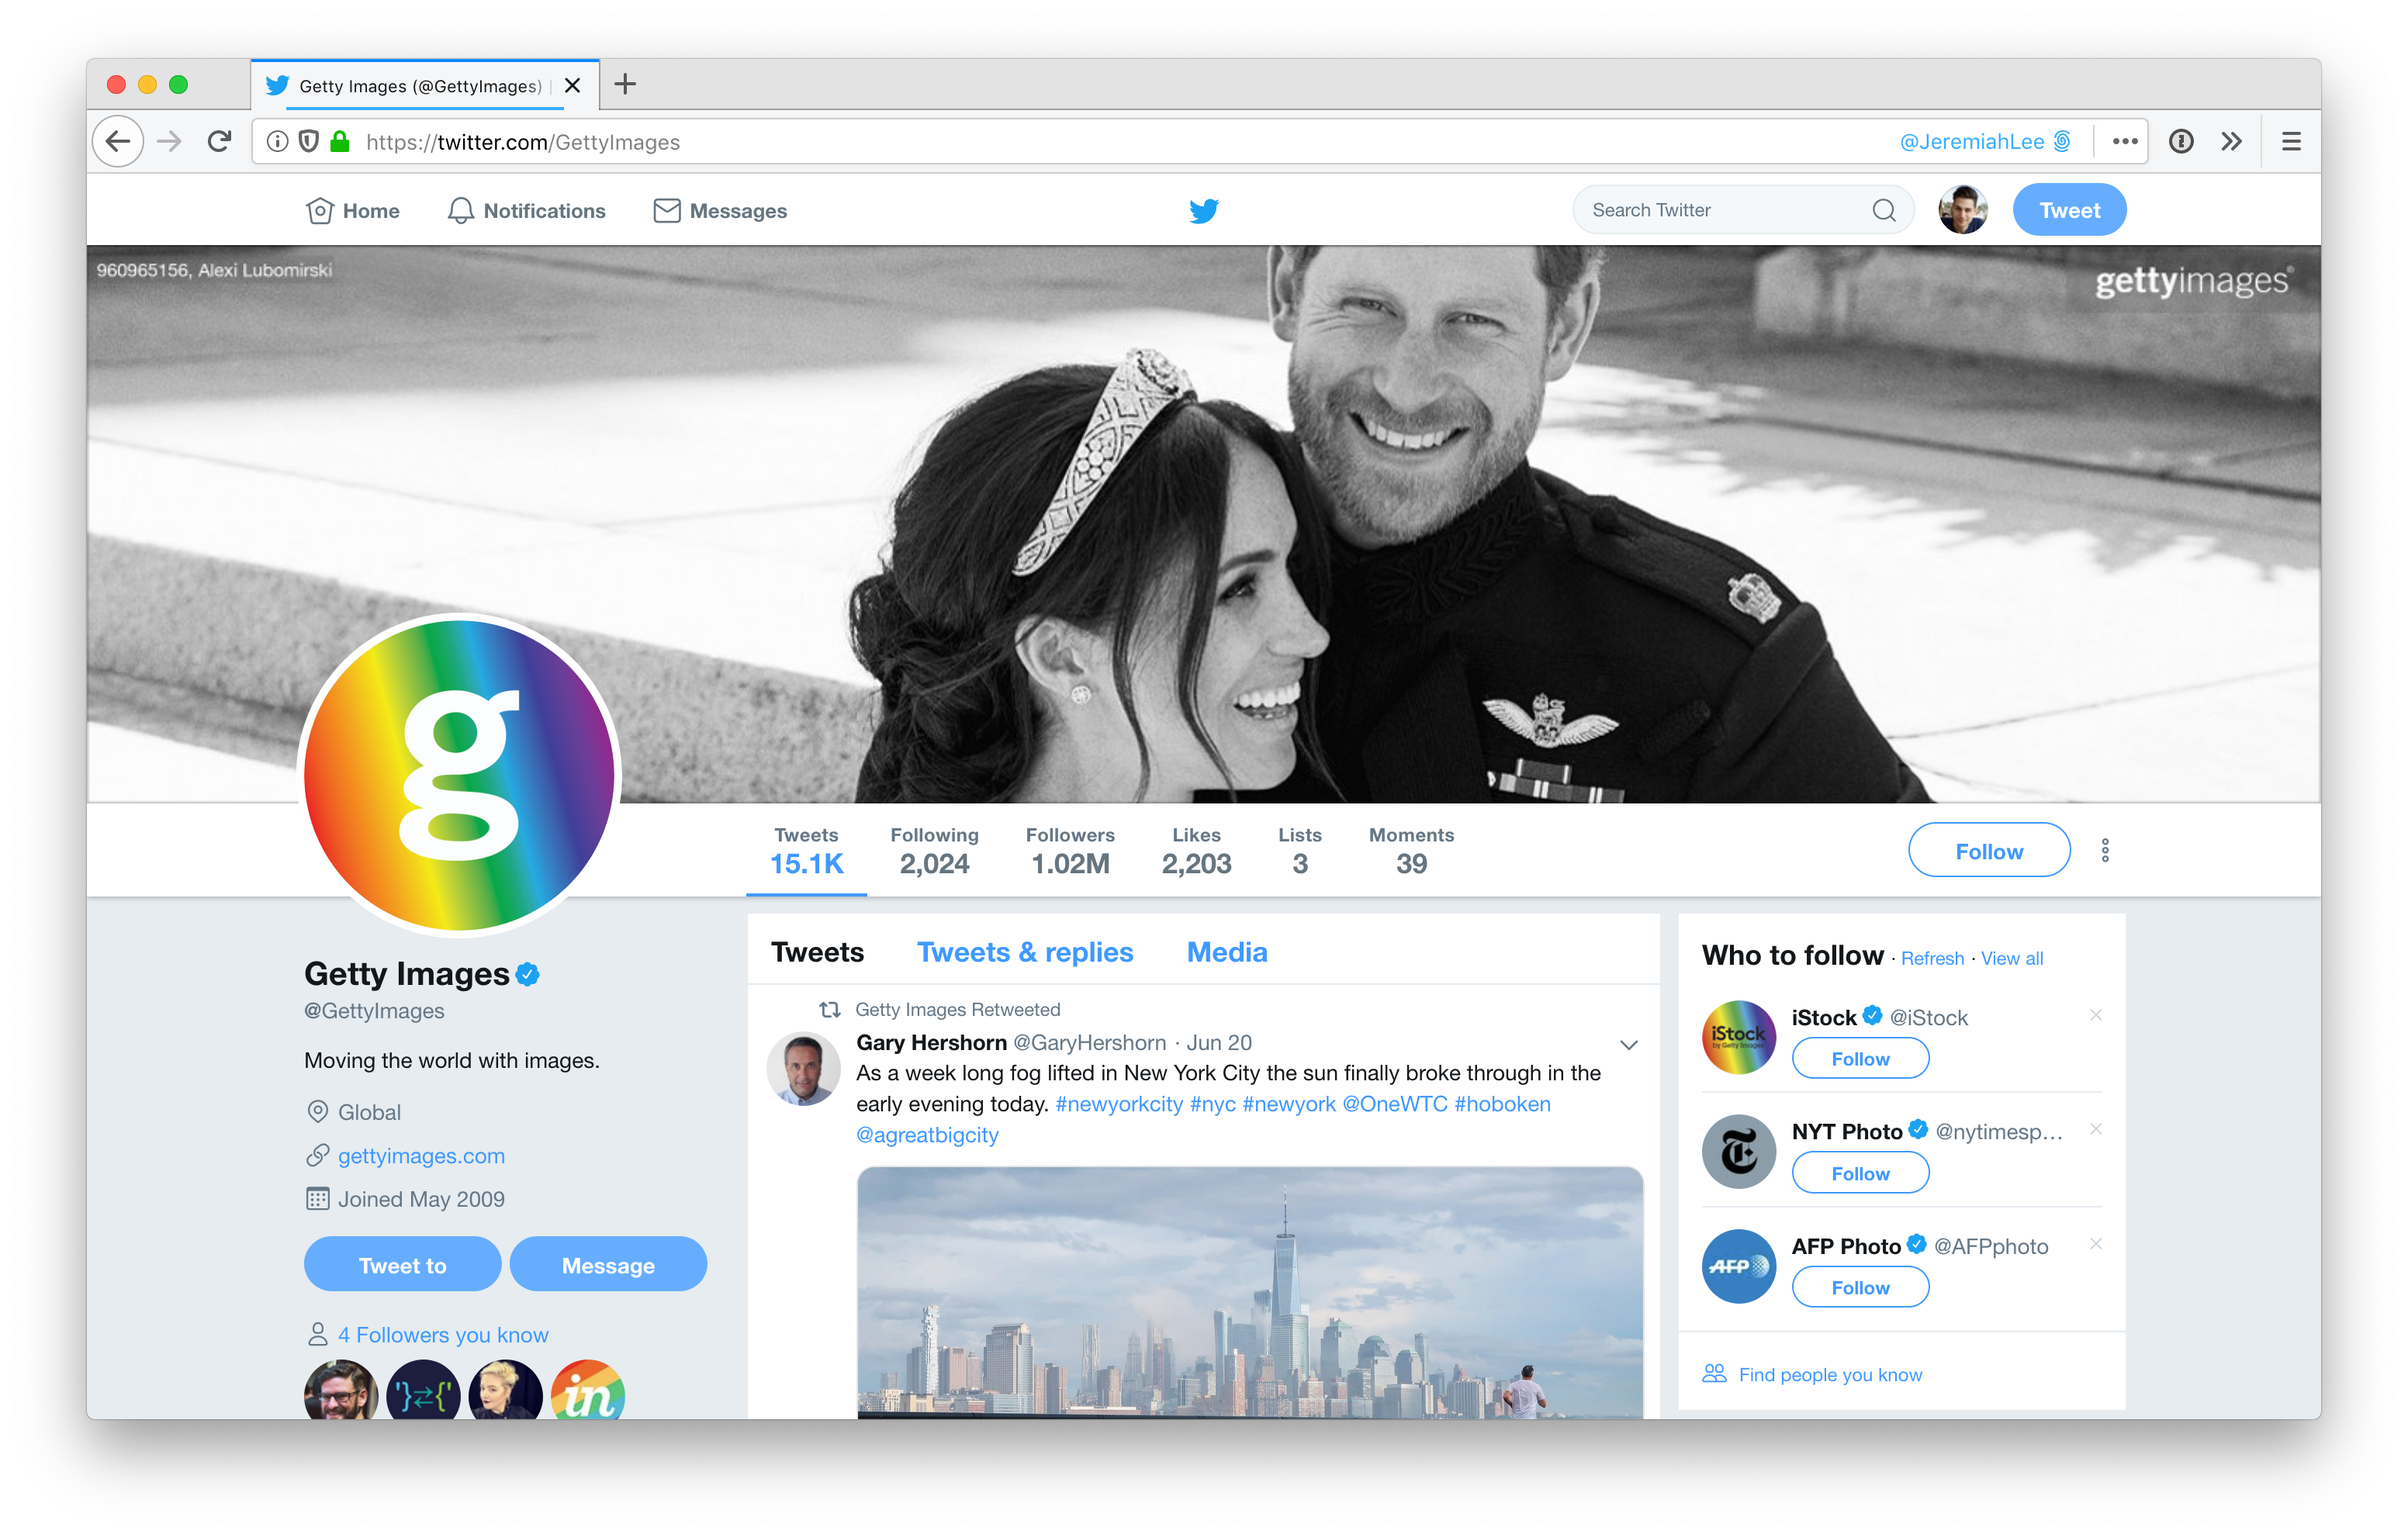 Getty Images (@GettyImages) |
https://twitter.com/GettyImages
@JeremiahLee
Home
Notifications
Messages
Search Twitter
Tweet
960965156, Alexi Lubomirski
gettyimages®
g
Tweets
15.1K
Following
2,024
Followers
1.02M
Likes
2,203
Lists
3
Moments
39
Follow
Getty Images
@GettyImages
Moving the world with images.
Global
gettyimages.com
Joined May 2009
Tweet to
Message
4 Followers you know
'}⇄{'
in
Tweets Tweets & replies Media
Getty Images Retweeted
Gary Hershorn @GaryHershorn · Jun 20
As a week long fog lifted in New York City the sun finally broke through in the
early evening today. #newyorkcity #nyc #newyork @OneWTC #hoboken
@agreatbigcity
Who to follow · Refresh · View all
iStock
by Getty Images
iStock @iStock
Follow
T
NYT Photo @nytimesp...
Follow
AFP
AFP Photo @AFPphoto
Follow
Find people you know